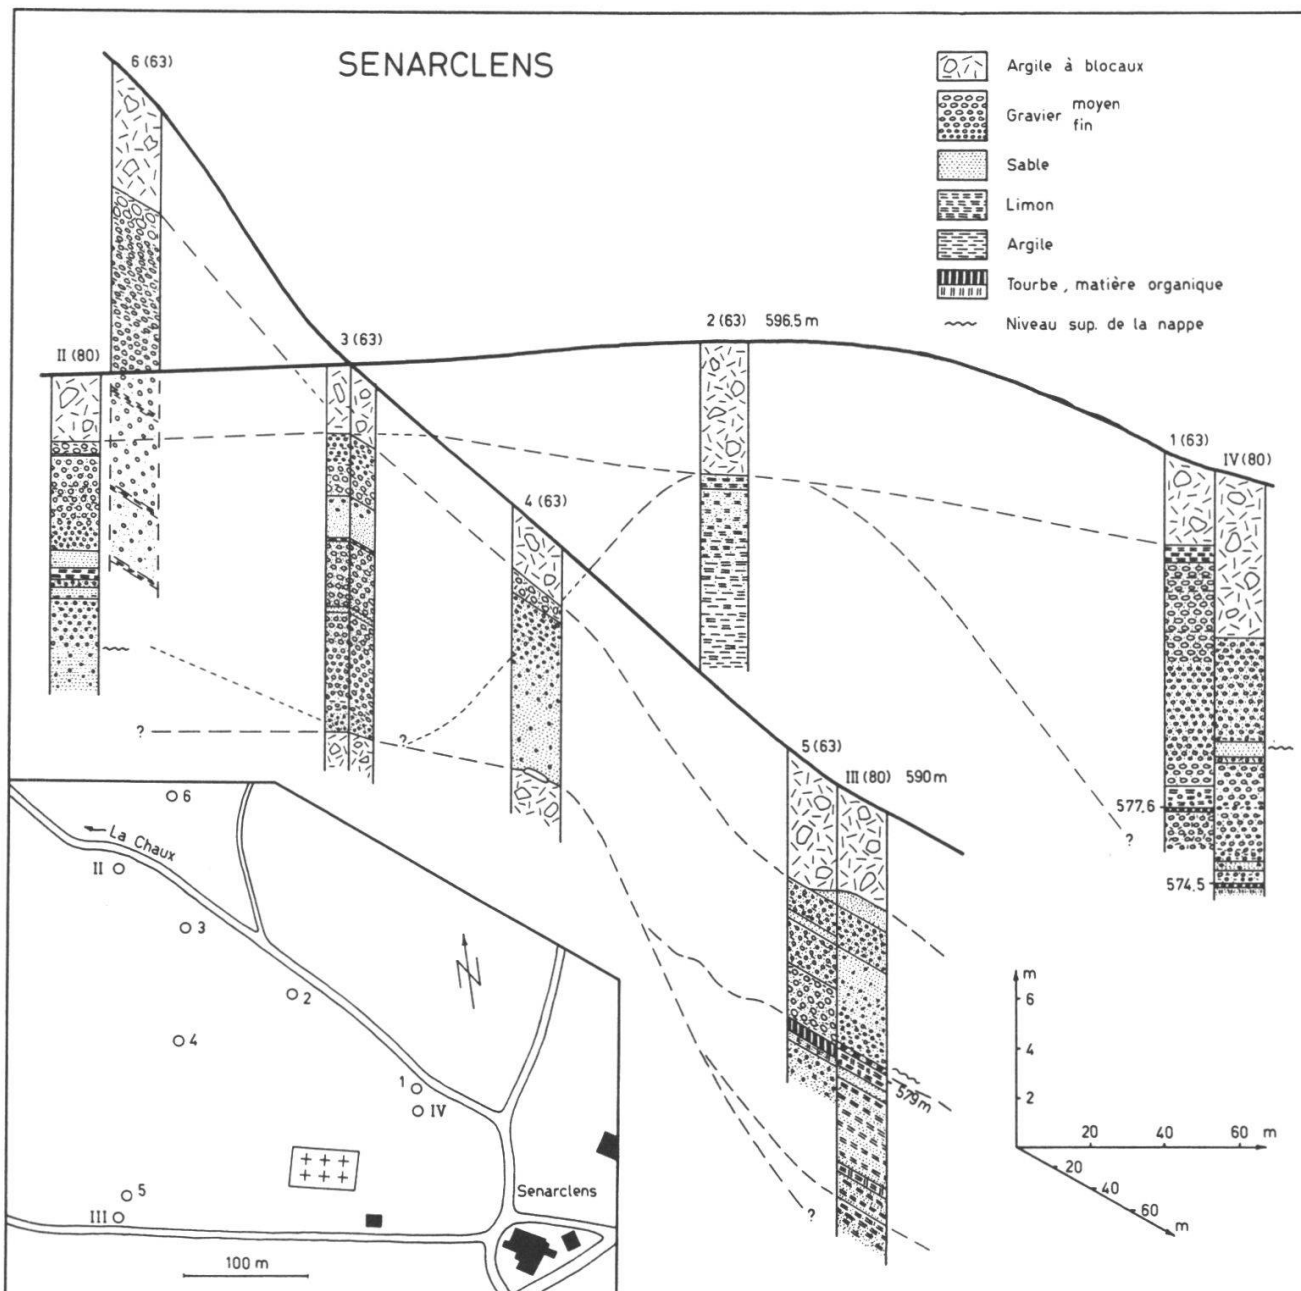 SENARCLENS
6 (63)
Argile à blocaux
Gravier moyen
fin
Sable
Limon
Argile
Tourbe, matière organique
Niveau sup. de la nappe
II (80)
3 (63)
2 (63) 596.5 m
1 (63)
IV (80)
4 (63)
?
?
5 (63)
III (80) 590 m
577.6
?
574.5
579 m
?
6
La Chaux
II
3
N
2
4
1
IV
5
III
Senarclens
100 m
m
6
4
2
20 40 60 m
20
40
60
m